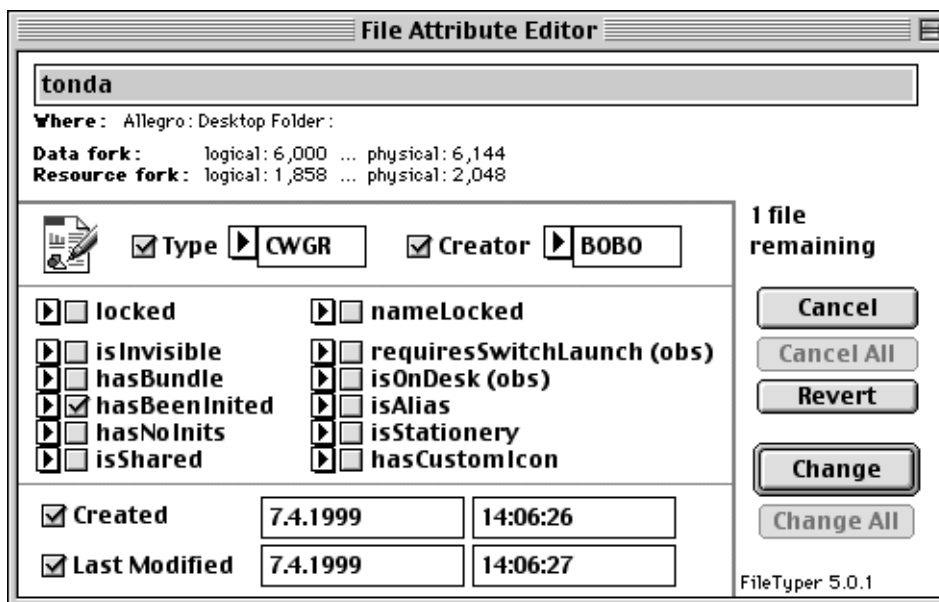 File Attribute Editor
tonda
Where: Allegro: Desktop Folder:
Data fork: logical: 6,000 ... physical: 6,144
Resource fork: logical: 1,858 ... physical: 2,048
Type CWGR Creator BOBO
1 file
remaining
locked nameLocked
isInvisible requiresSwitchLaunch (obs)
hasBundle isOnDesk (obs)
hasBeenInited isAlias
hasNoInits isStationery
isShared hasCustomIcon
Cancel
Cancel All
Revert
Change
Change All
Created 7.4.1999 14:06:26
Last Modified 7.4.1999 14:06:27
FileTyper 5.0.1